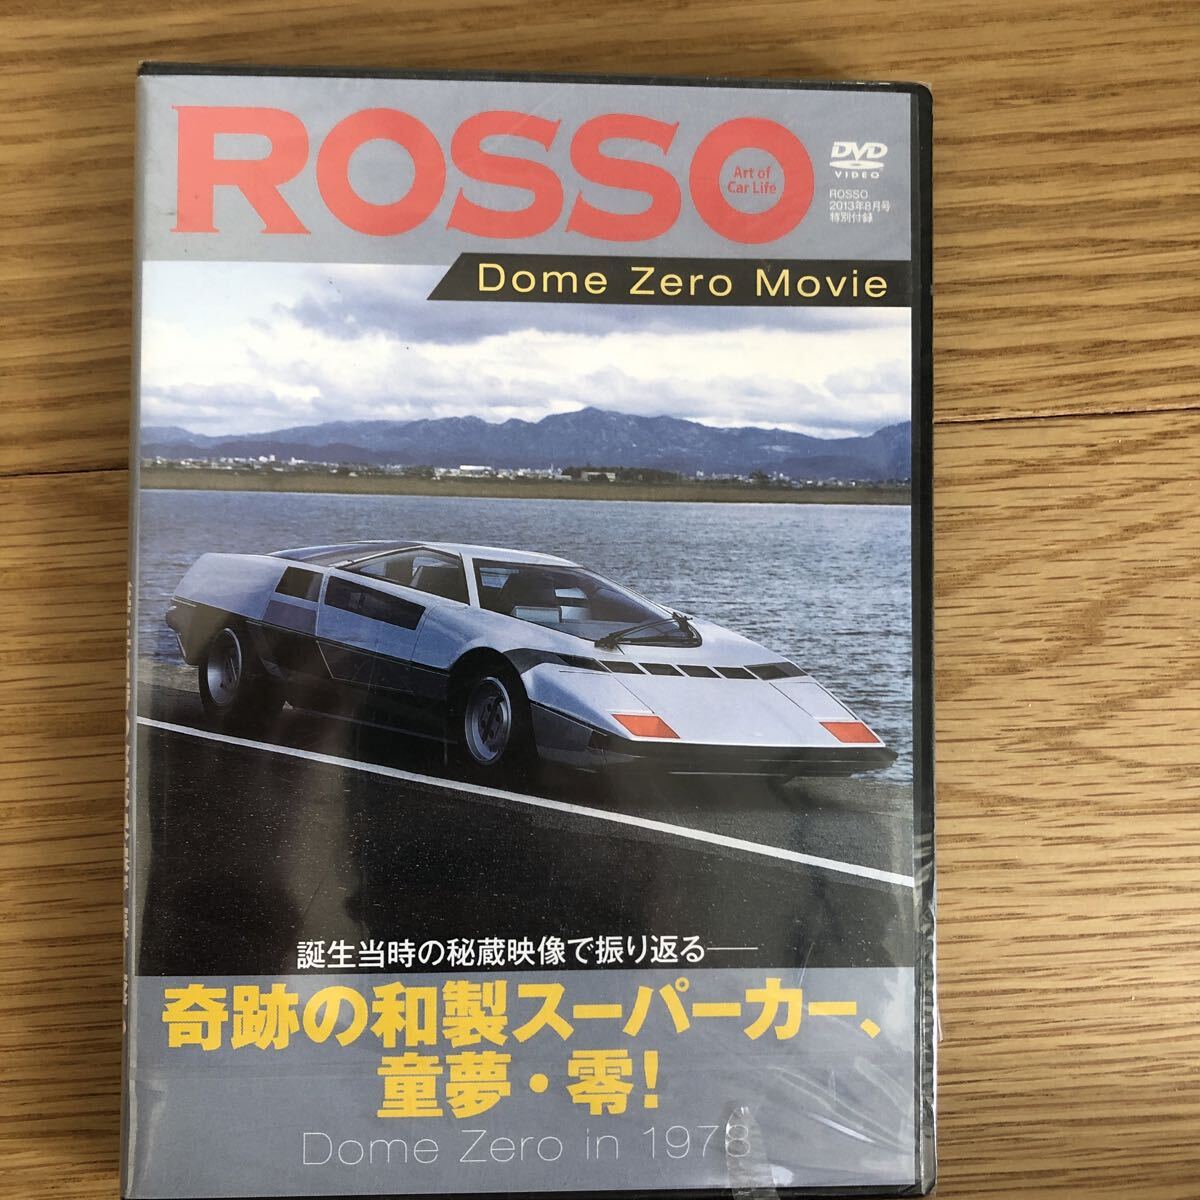 ROSSO
Art of
Car Life
DVD
VIDEO
ROSSO
2013年8月号
特別付録
Dome Zero Movie
誕生当時の秘蔵映像で振り返る──
奇跡の和製スーパーカー、
童夢・零!
Dome Zero in 1978